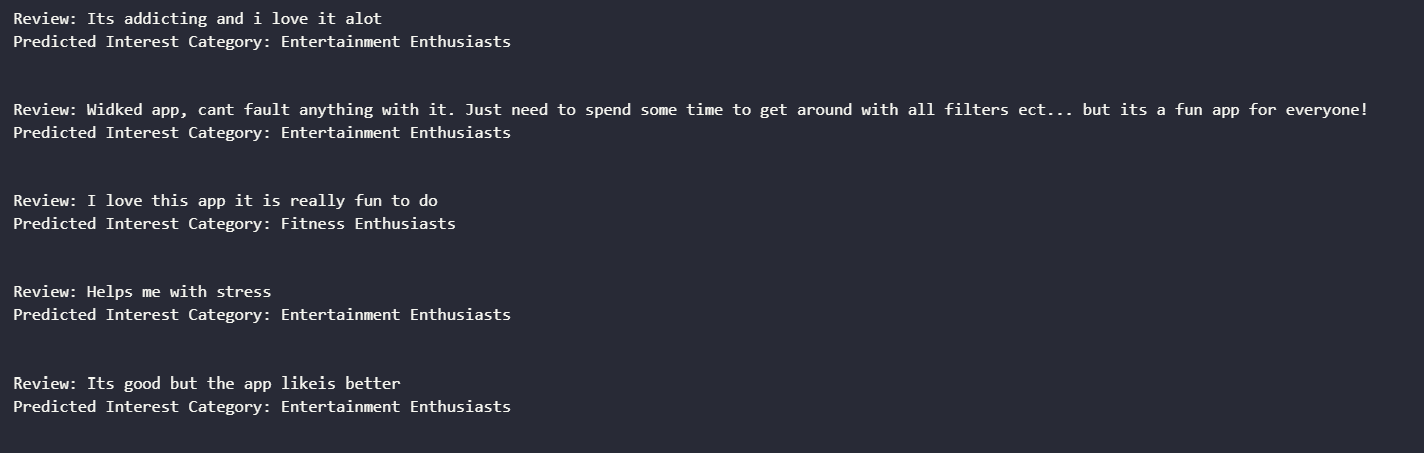 Review: Its addicting and i love it alot
Predicted Interest Category: Entertainment Enthusiasts
Review: Widked app, cant fault anything with it. Just need to spend some time to get around with all filters ect... but its a fun app for everyone!
Predicted Interest Category: Entertainment Enthusiasts
Review: I love this app it is really fun to do
Predicted Interest Category: Fitness Enthusiasts
Review: Helps me with stress
Predicted Interest Category: Entertainment Enthusiasts
Review: Its good but the app likeis better
Predicted Interest Category: Entertainment Enthusiasts